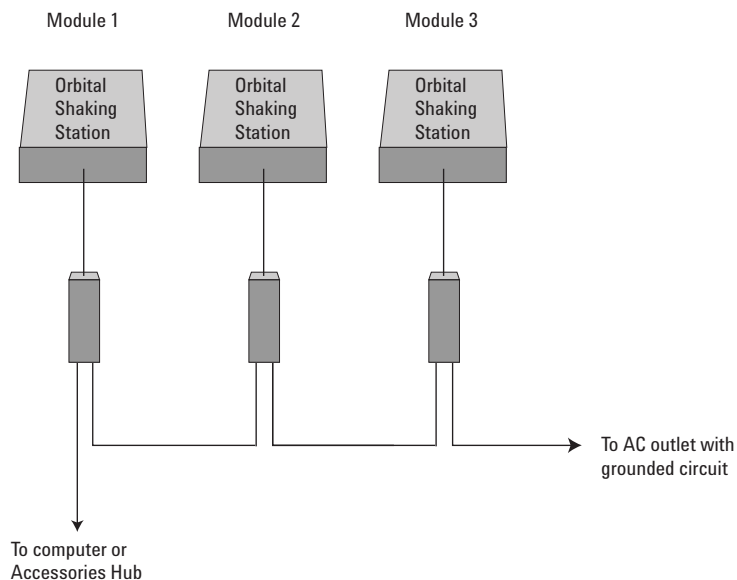 Module 1
Module 2
Module 3
Orbital
Shaking
Station
Orbital
Shaking
Station
Orbital
Shaking
Station
To AC outlet with
grounded circuit
To computer or
Accessories Hub